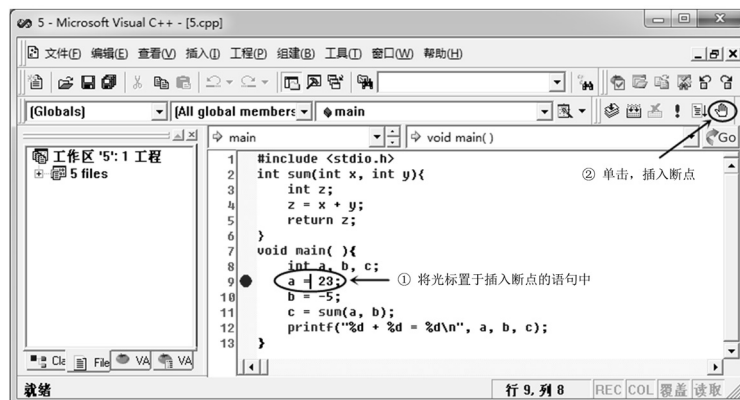 5 - Microsoft Visual C++ - [5.cpp]
文件(F) 编辑(E) 查看(V) 插入(I) 工程(P) 组建(B) 工具(T) 窗口(W) 帮助(H)
(Globals) (All global members main
main void main() Go
工作区 '5': 1 工程
5 files
1 #include <stdio.h>
2 int sum(int x, int y){
3 int z;
4 z = x + y;
5 return z;
6 }
7 void main( ){
8 int a, b, c;
9 a = 23;
10 b = -5;
11 c = sum(a, b);
12 printf("%d + %d = %d\n", a, b, c);
13 }
② 单击，插入断点
① 将光标置于插入断点的语句中
Cla File VA VA
就绪 行 9, 列 8 REC COL 覆盖 读取